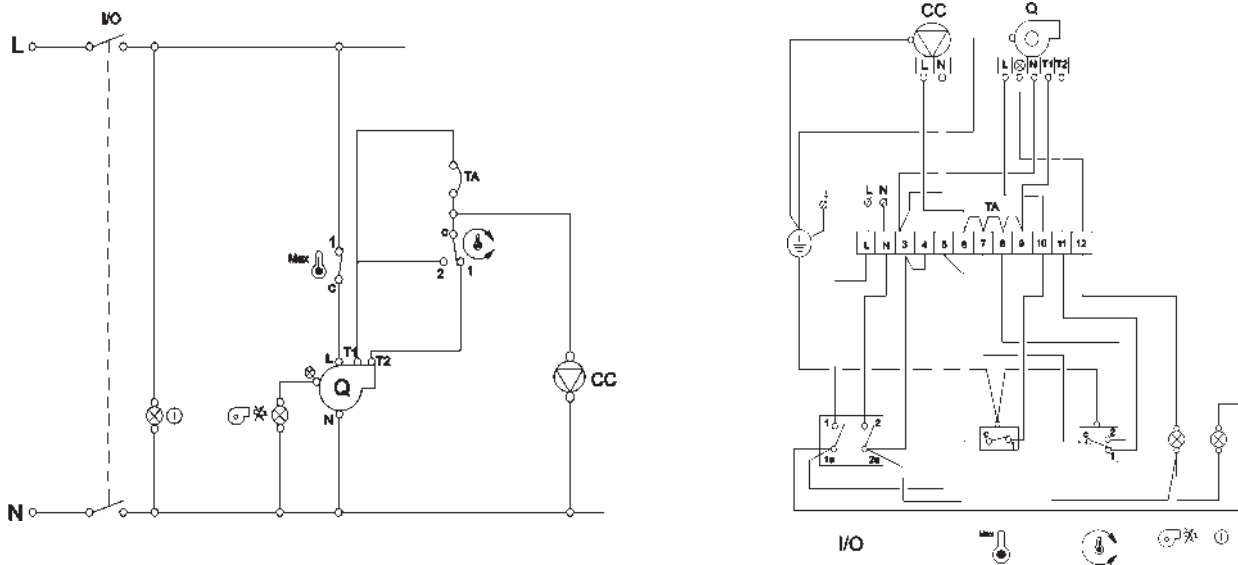 I/O
L
TA
c
1
Max
2 1
c
L T1 T2
Q
CC
N
N
CC
Q
L N
L N T1 T2
L N
TA
L N 3 4 5 6 7 8 9 10 11 12
1 2
c 1
c 2
1
1a 2a
I/O
Max